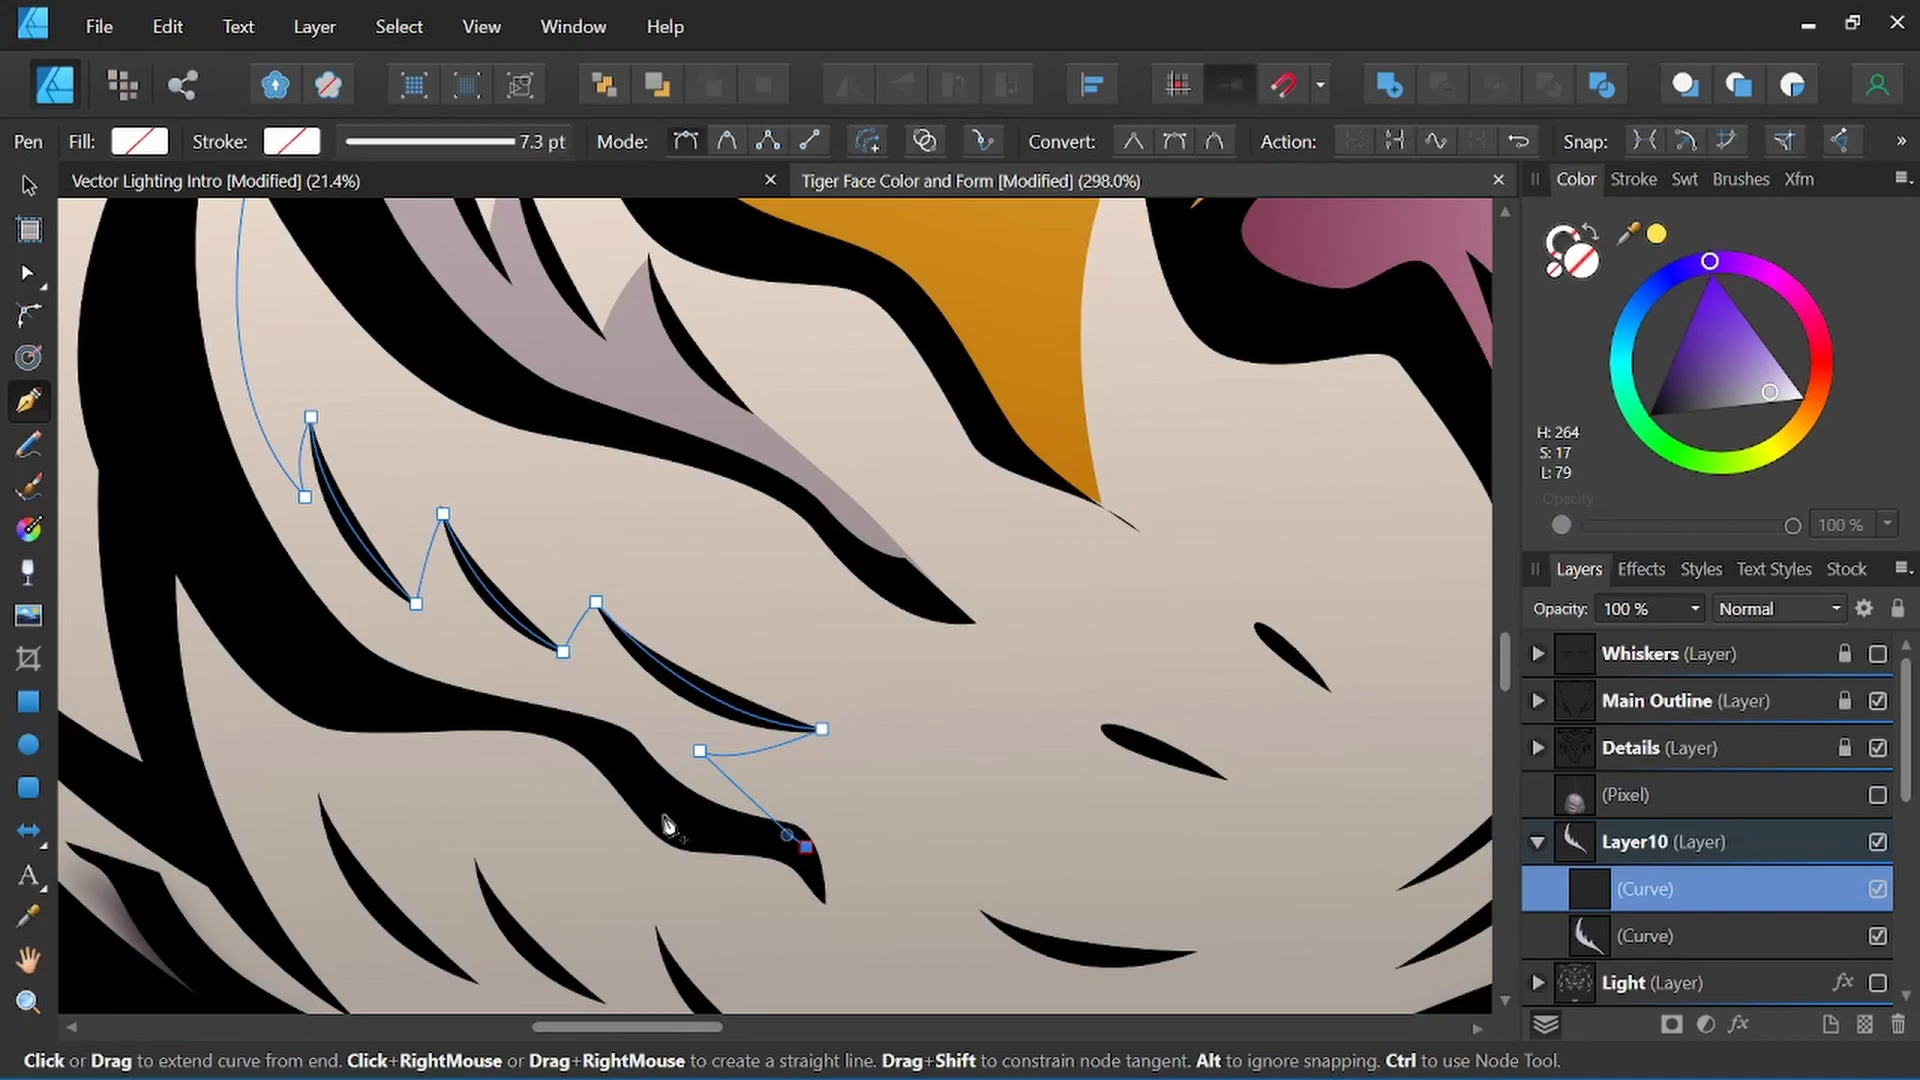 File Edit Text Layer Select View Window Help
Pen Fill: Stroke: 7.3 pt Mode: Convert: Action: Snap: »
Vector Lighting Intro [Modified] (21.4%)
Tiger Face Color and Form [Modified] (298.0%)
Color Stroke Swt Brushes Xfm
H: 264
S: 17
L: 79
Opacity
100 %
Layers Effects Styles Text Styles Stock
Opacity: 100 % Normal
Whiskers (Layer)
Main Outline (Layer)
Details (Layer)
(Pixel)
Layer10 (Layer)
(Curve)
(Curve)
Light (Layer) fx
fx
Click or Drag to extend curve from end. Click+RightMouse or Drag+RightMouse to create a straight line. Drag+Shift to constrain node tangent. Alt to ignore snapping. Ctrl to use Node Tool.